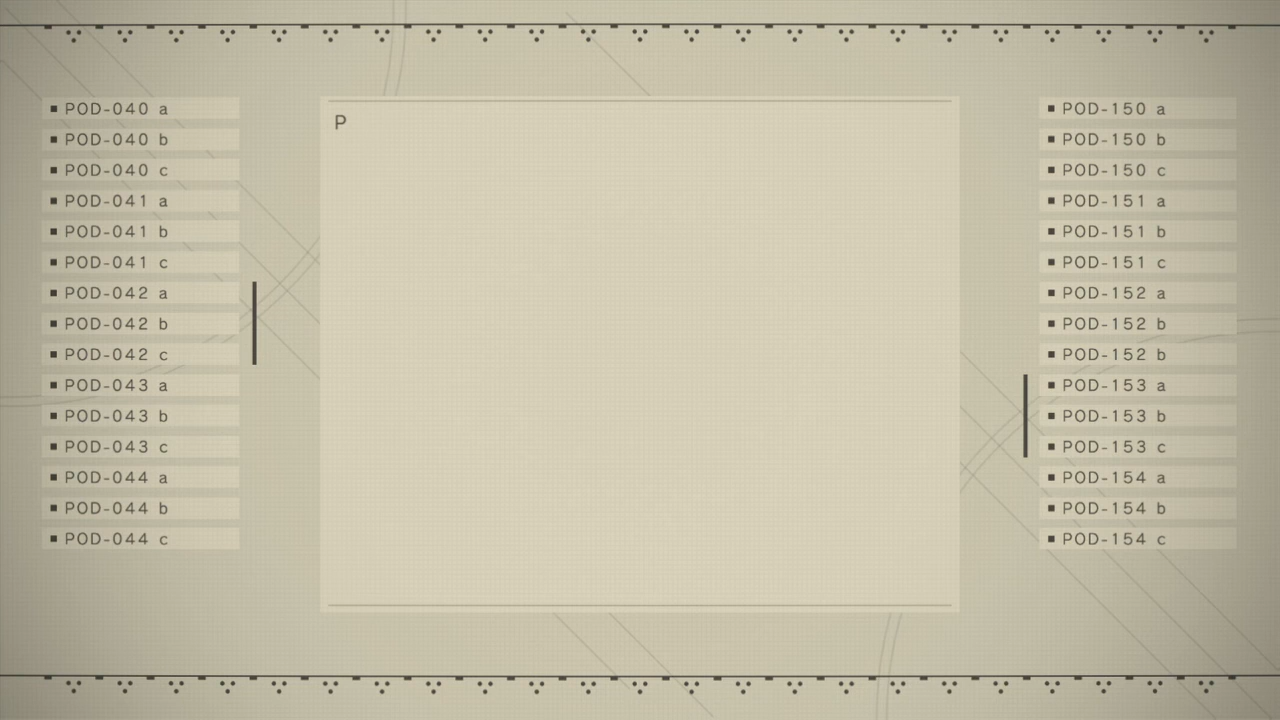 POD-040 a
POD-040 b
POD-040 c
POD-041 a
POD-041 b
POD-041 c
POD-042 a
POD-042 b
POD-042 c
POD-043 a
POD-043 b
POD-043 c
POD-044 a
POD-044 b
POD-044 c
P
POD-150 a
POD-150 b
POD-150 c
POD-151 a
POD-151 b
POD-151 c
POD-152 a
POD-152 b
POD-152 b
POD-153 a
POD-153 b
POD-153 c
POD-154 a
POD-154 b
POD-154 c